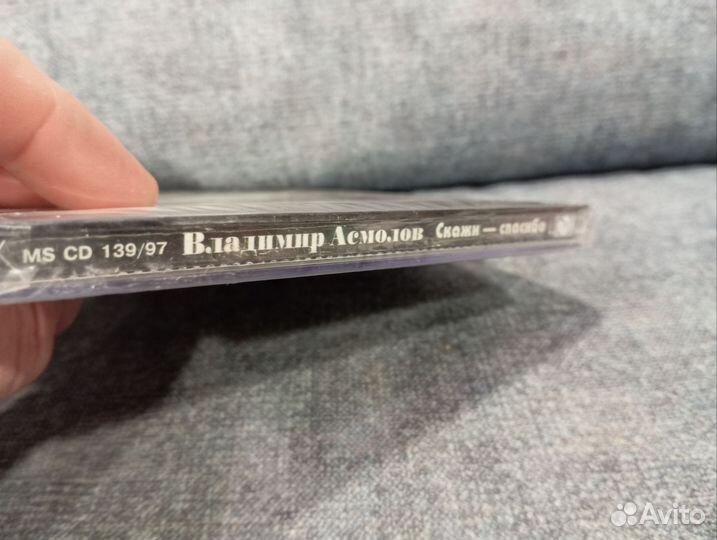 MS CD 139/97 Владимир Асмолов Скажи — спасибо
Avito